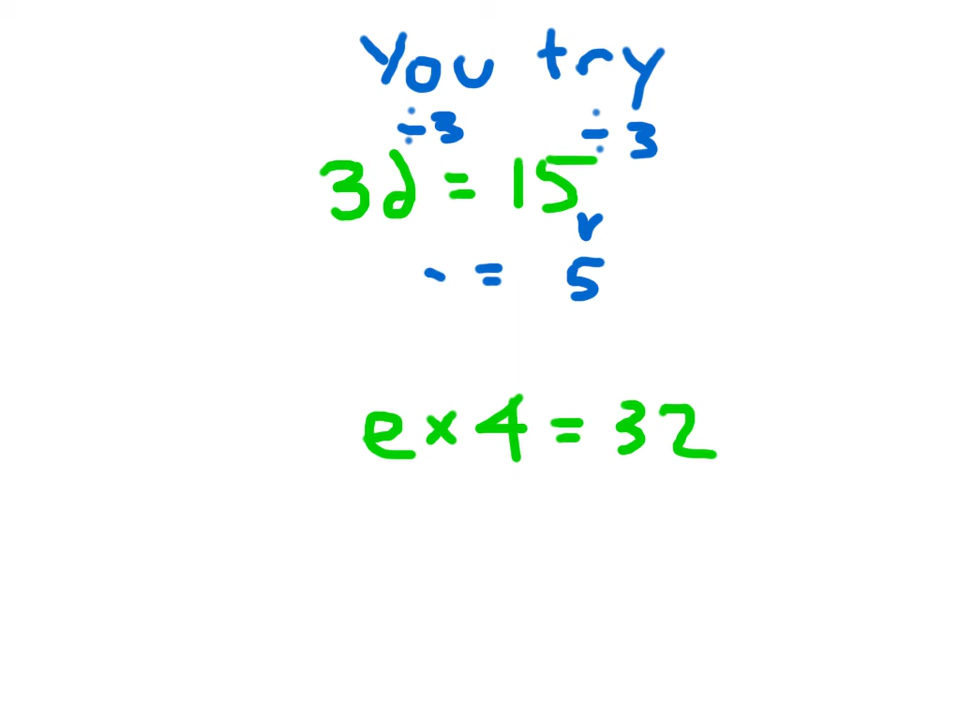 You try
÷3 ÷3
3d = 15
= 5
e × 4 = 32